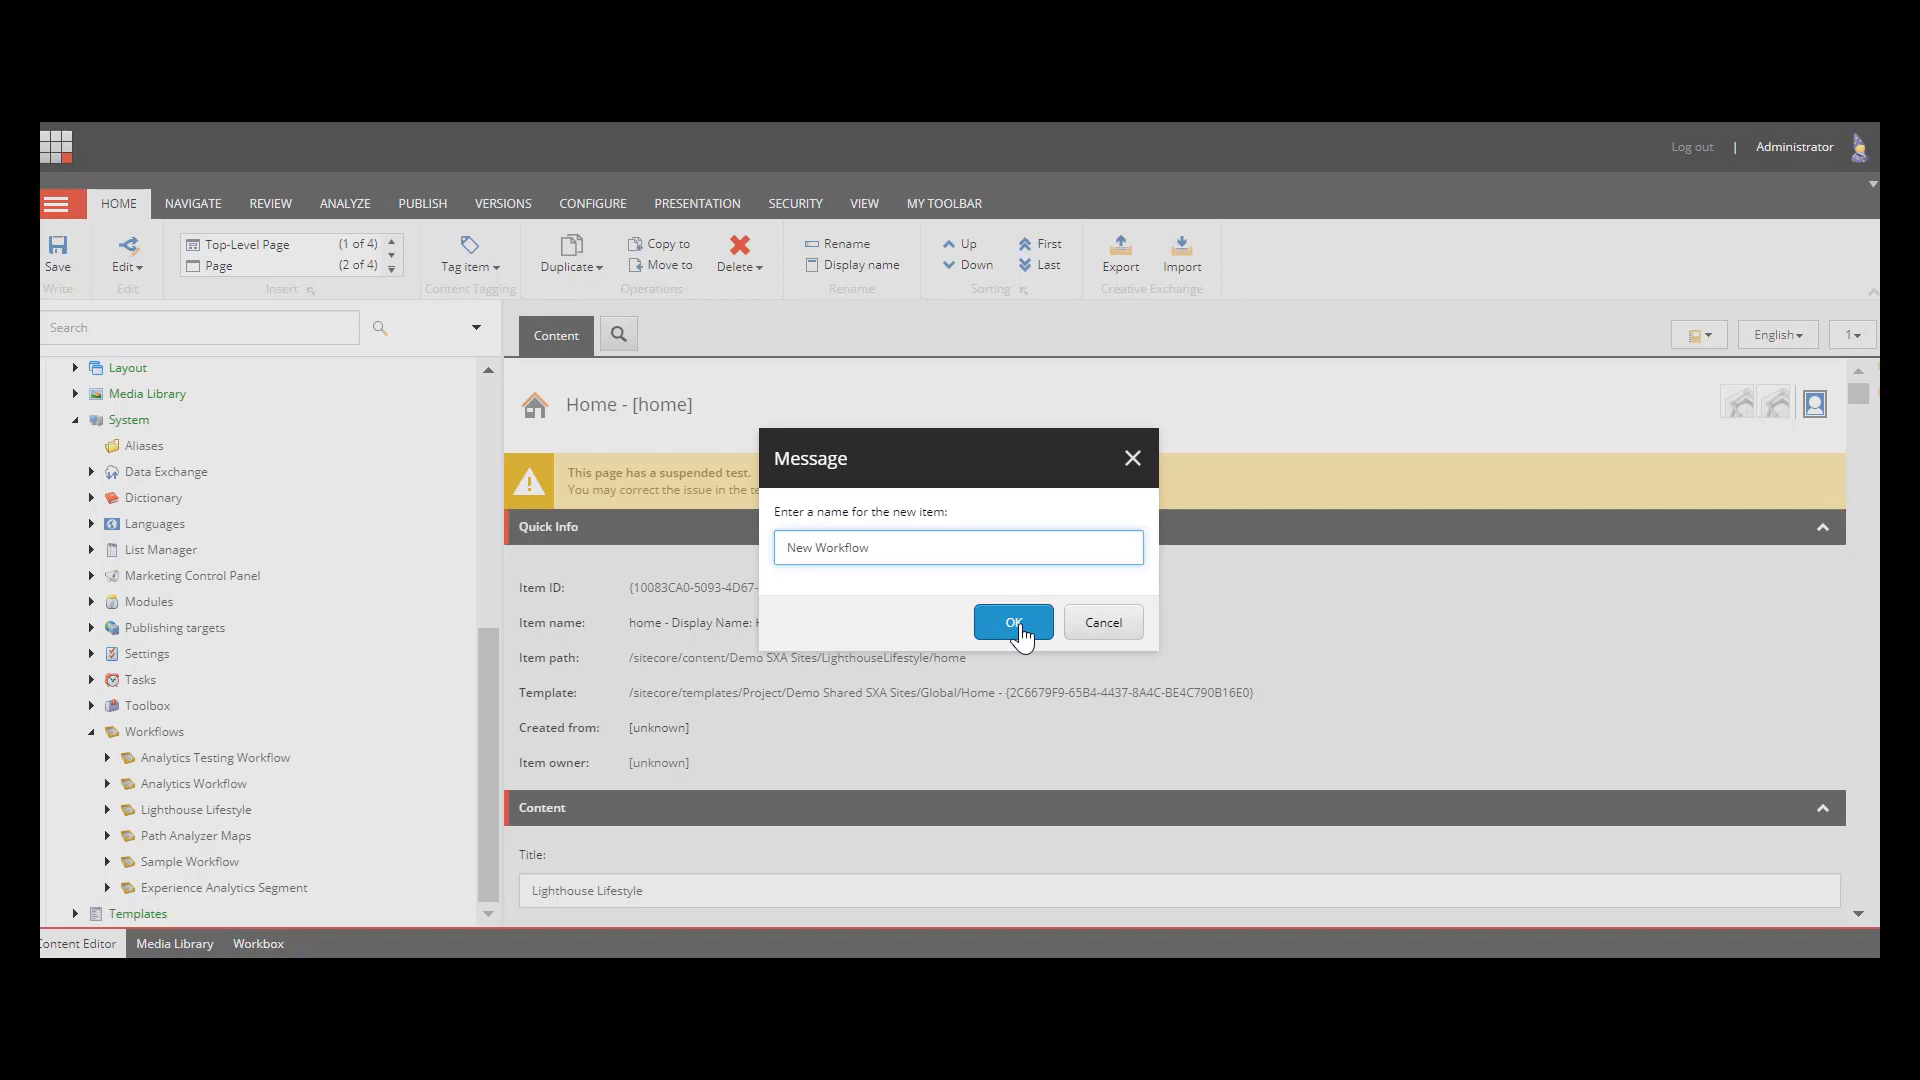 Log out | Administrator
HOME NAVIGATE REVIEW ANALYZE PUBLISH VERSIONS CONFIGURE PRESENTATION SECURITY VIEW MY TOOLBAR
Top-Level Page (1 of 4)
Page (2 of 4)
Save
Edit
Tag item
Duplicate
Copy to
Move to
Delete
Rename
Display name
Up
Down
First
Last
Export
Import
Write
Edit
Insert
Content Tagging
Operations
Rename
Sorting
Creative Exchange
Search
Layout
Media Library
System
Aliases
Data Exchange
Dictionary
Languages
List Manager
Marketing Control Panel
Modules
Publishing targets
Settings
Tasks
Toolbox
Workflows
Analytics Testing Workflow
Analytics Workflow
Lighthouse Lifestyle
Path Analyzer Maps
Sample Workflow
Experience Analytics Segment
Templates
Content
English
1
Home - [home]
This page has a suspended test.
You may correct the issue in the
Quick Info
Item ID: {10083CA0-5093-4D67-
Item name: home - Display Name:
Item path: /sitecore/content/Demo SXA Sites/LighthouseLifestyle/home
Template: /sitecore/templates/Project/Demo Shared SXA Sites/Global/Home - {2C6679F9-65B4-4437-8A4C-BE4C790B16E0}
Created from: [unknown]
Item owner: [unknown]
Content
Title:
Lighthouse Lifestyle
Message
Enter a name for the new item:
New Workflow
OK
Cancel
Content Editor Media Library Workbox